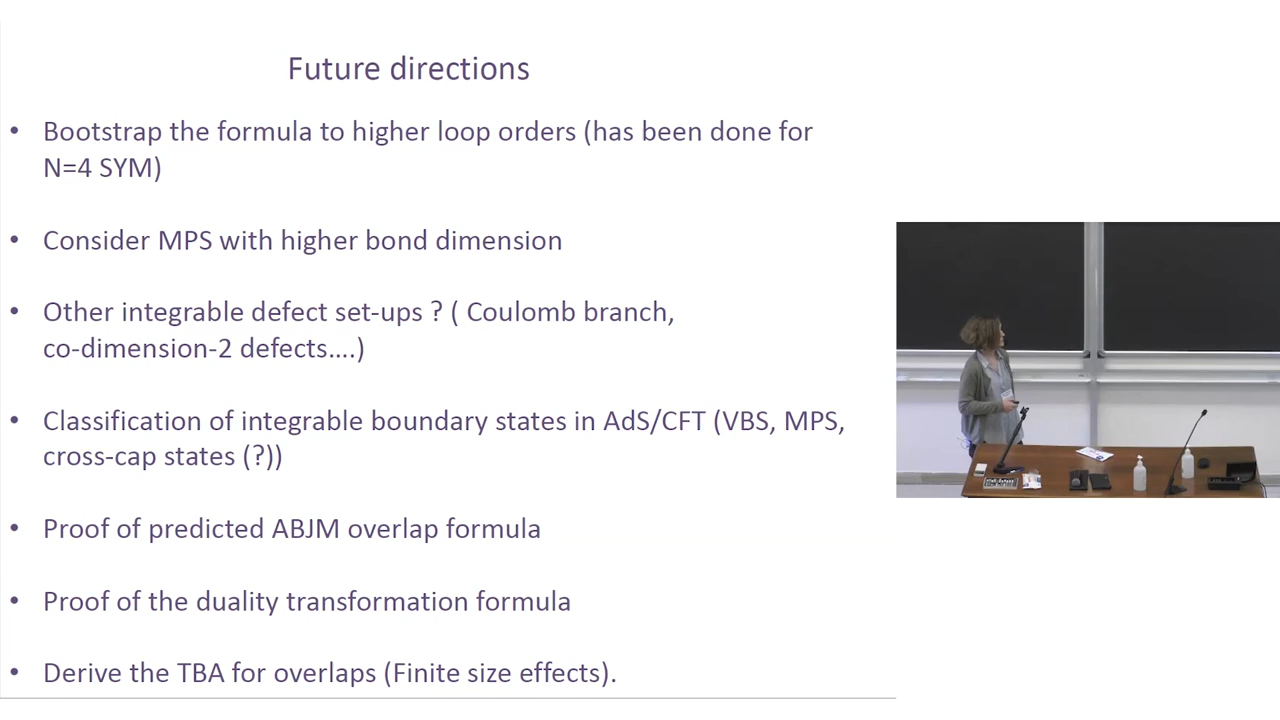 Future directions
• Bootstrap the formula to higher loop orders (has been done for
N=4 SYM)
• Consider MPS with higher bond dimension
• Other integrable defect set-ups ? ( Coulomb branch,
co-dimension-2 defects....)
• Classification of integrable boundary states in AdS/CFT (VBS, MPS,
cross-cap states (?))
• Proof of predicted ABJM overlap formula
• Proof of the duality transformation formula
• Derive the TBA for overlaps (Finite size effects).